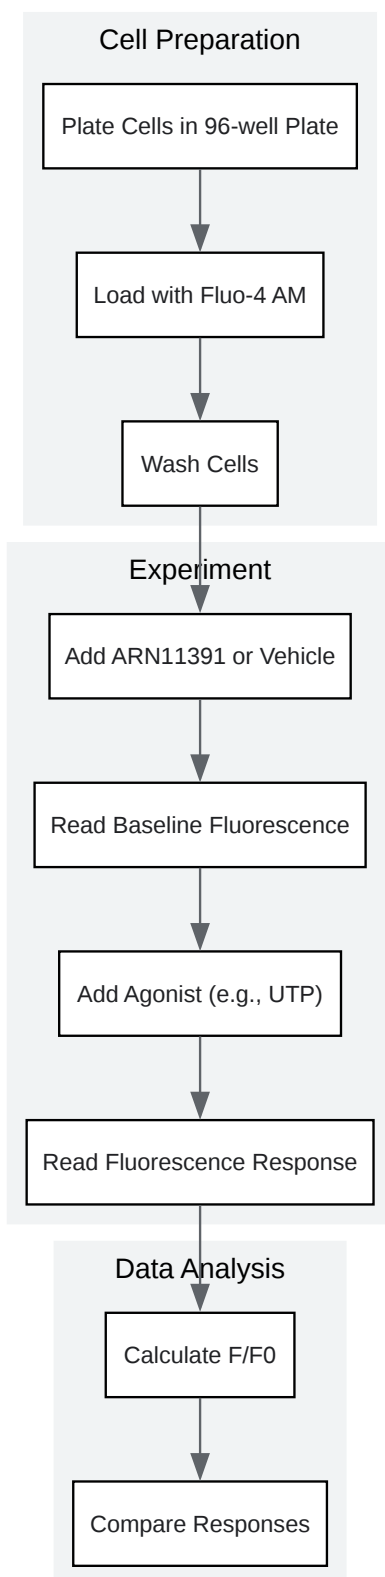 Cell Preparation
Plate Cells in 96-well Plate
Load with Fluo-4 AM
Wash Cells
Experiment
Add ARN11391 or Vehicle
Read Baseline Fluorescence
Add Agonist (e.g., UTP)
Read Fluorescence Response
Data Analysis
Calculate F/F0
Compare Responses